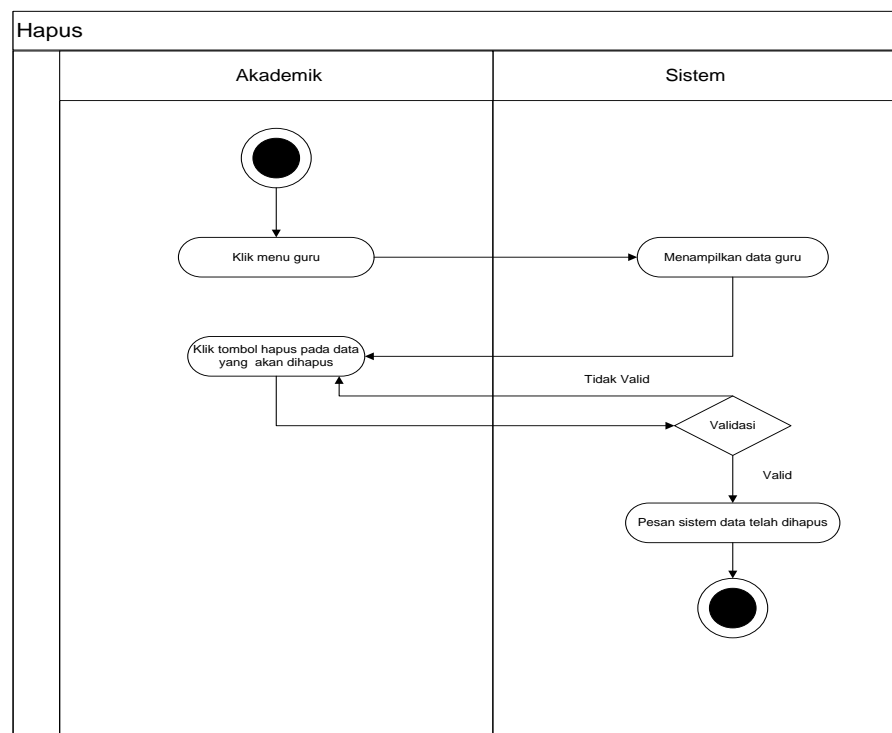 Hapus
Akademik
Sistem
Klik menu guru
Menampilkan data guru
Klik tombol hapus pada data
yang akan dihapus
Tidak Valid
Validasi
Valid
Pesan sistem data telah dihapus